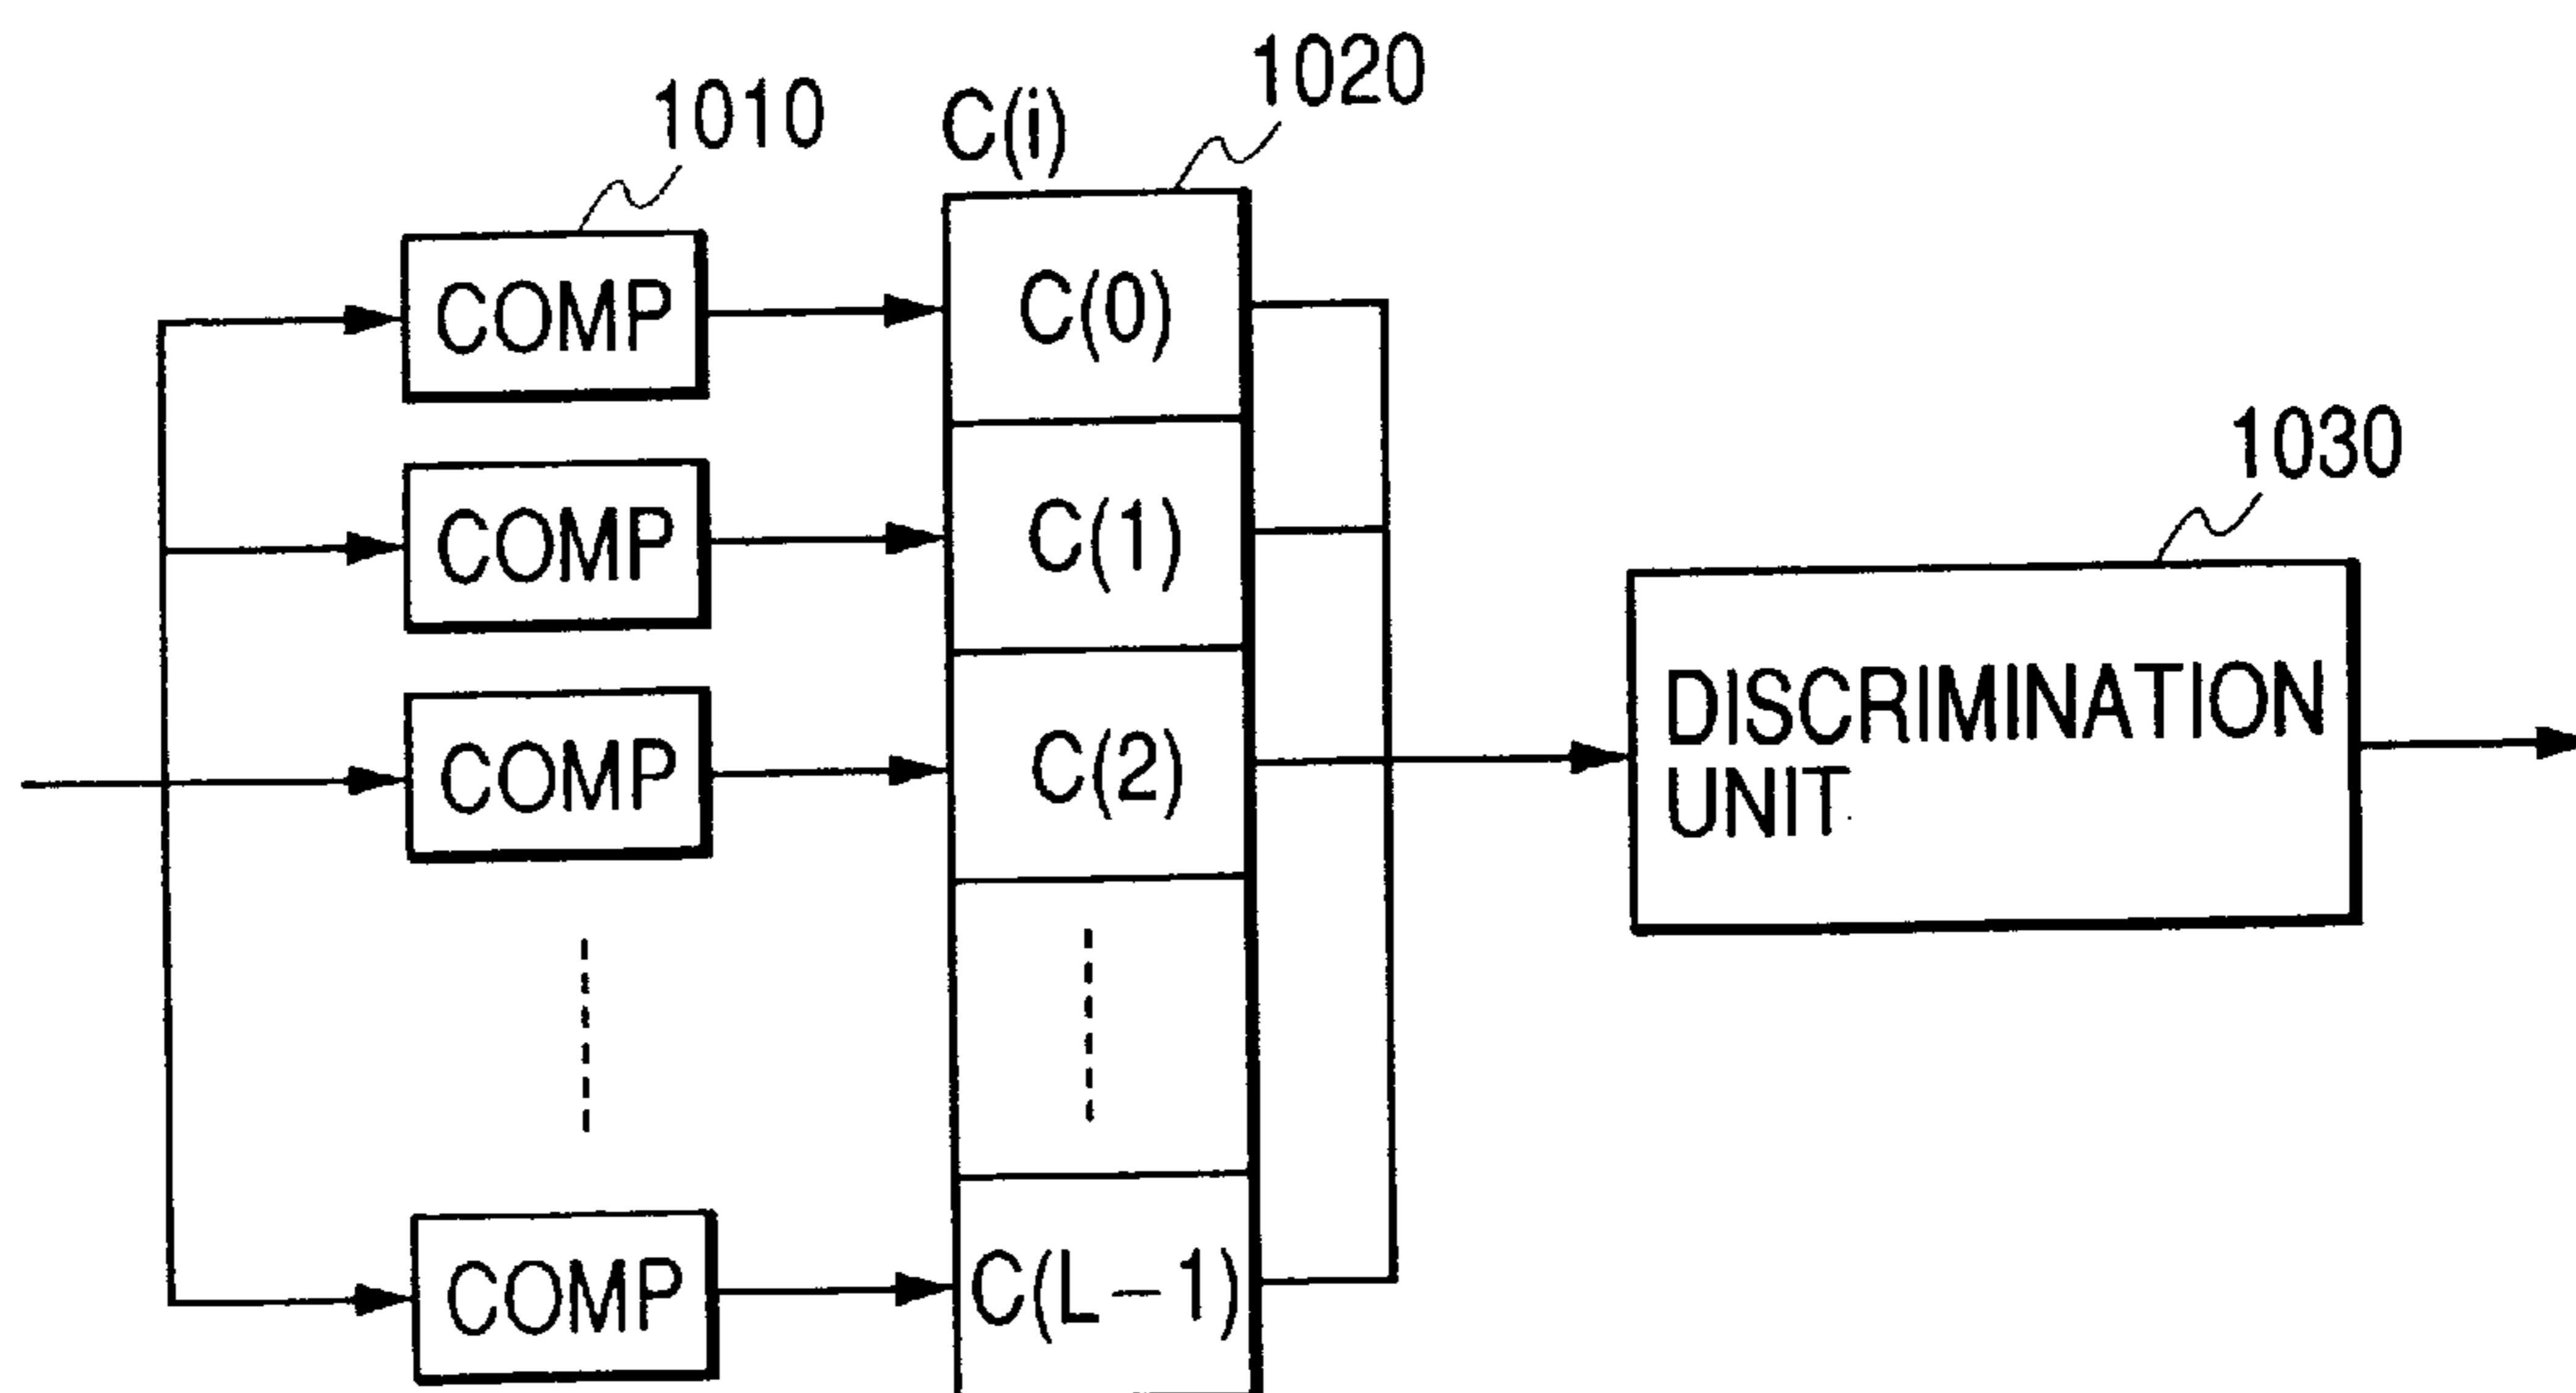 1010
1020
C(i)
COMP
C(0)
COMP
C(1)
1030
COMP
C(2)
DISCRIMINATION
UNIT
COMP
C(L-1)